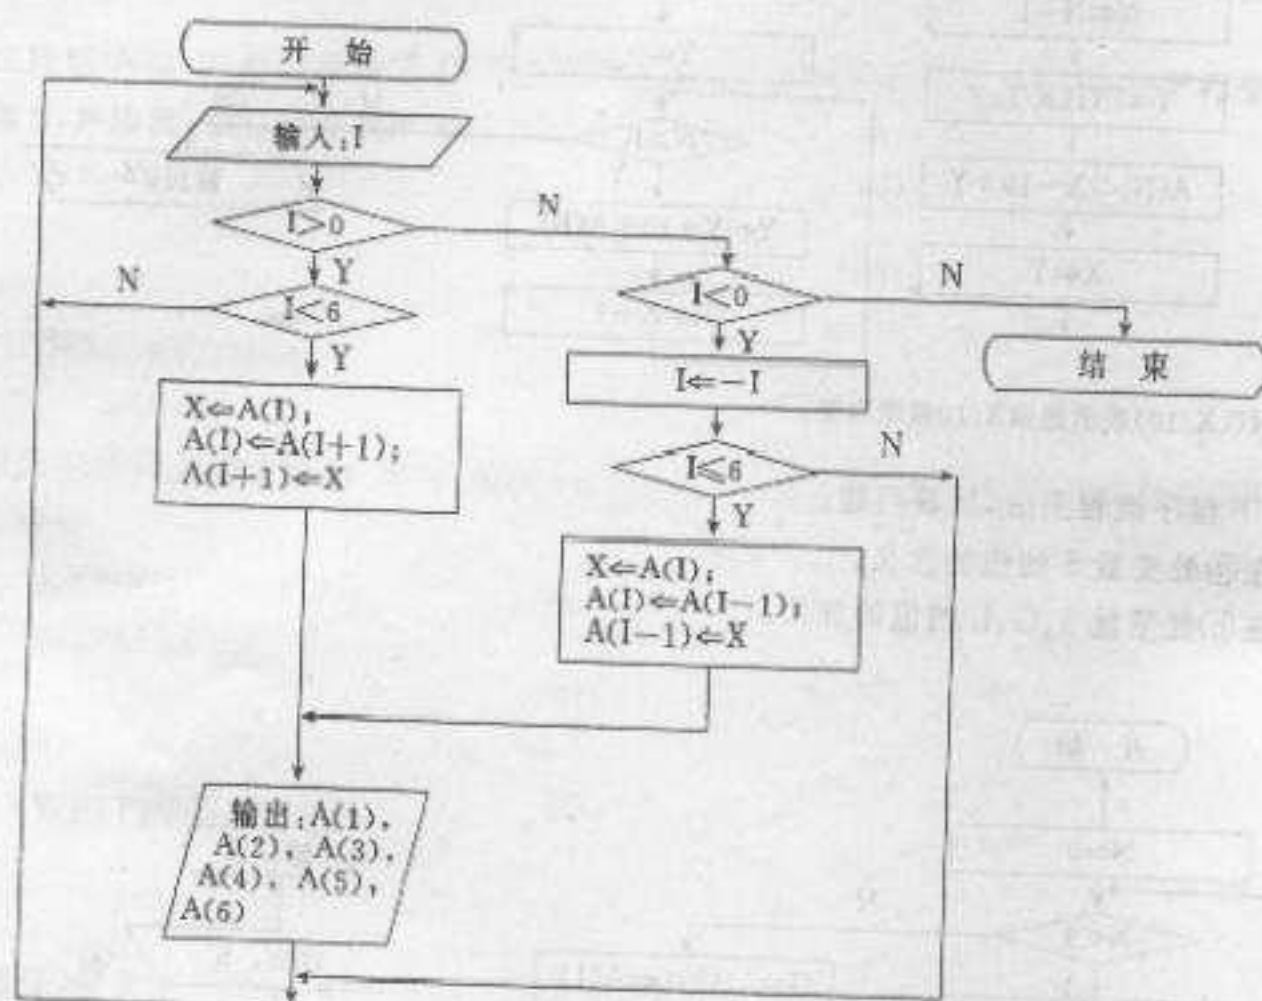 开 始
输入:I
I>0
N
Y
I<6
N
Y
X⇐A(I);
A(I)⇐A(I+1);
A(I+1)⇐X
I<0
N
Y
结 束
I⇐-I
I≤6
N
Y
X⇐A(I);
A(I)⇐A(I-1);
A(I-1)⇐X
输出:A(1),
A(2), A(3),
A(4), A(5),
A(6)